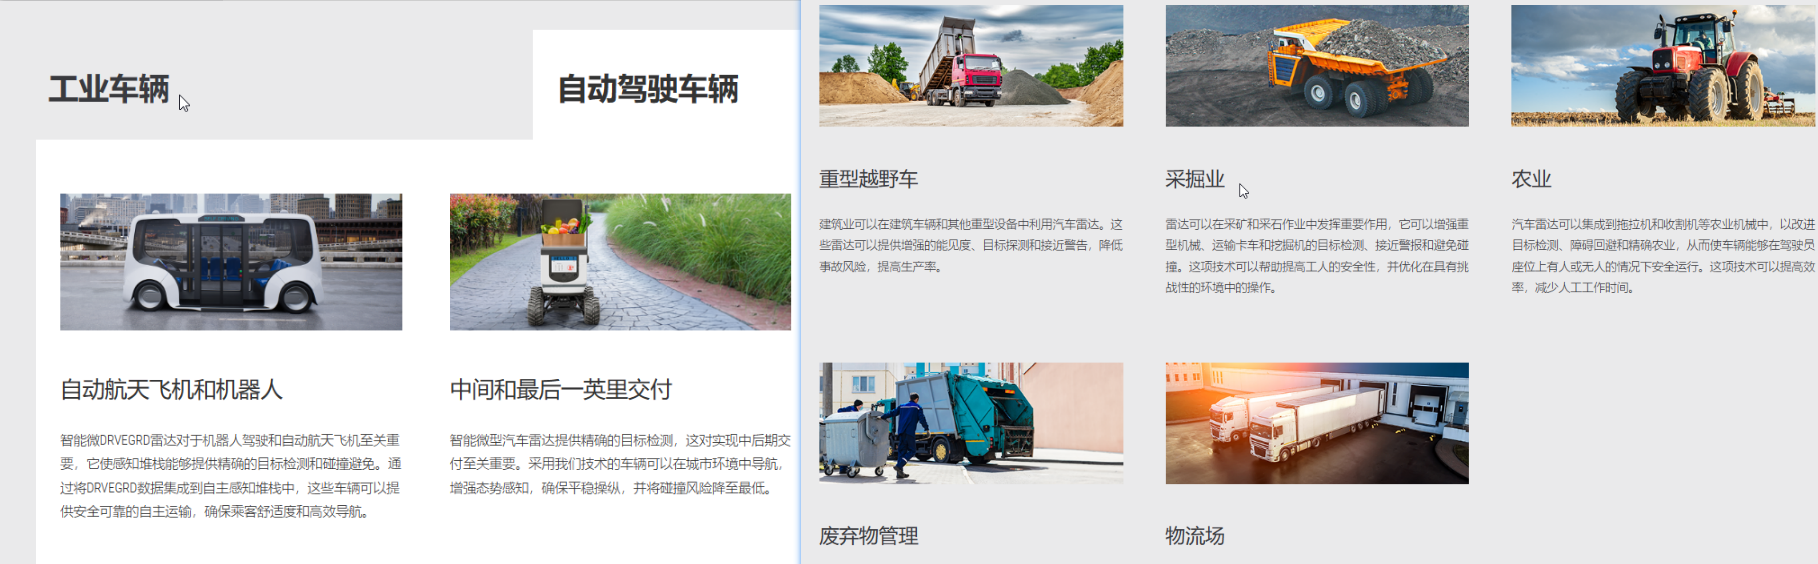 工业车辆
自动驾驶车辆
自动航天飞机和机器人
智能微DRVEGRD雷达对于机器人驾驶和自动航天飞机至关重
要，它使感知堆栈能够提供精确的目标检测和碰撞避免。通
过将DRVEGRD数据集成到自主感知堆栈中，这些车辆可以提
供安全可靠的自主运输，确保乘客舒适度和高效导航。
中间和最后一英里交付
智能微型汽车雷达提供精确的目标检测，这对实现中后期交
付至关重要。采用我们技术的车辆可以在城市环境中导航，
增强态势感知，确保平稳操纵，并将碰撞风险降至最低。
重型越野车
建筑业可以在建筑车辆和其他重型设备中利用汽车雷达。这
些雷达可以提供增强的能见度、目标探测和接近警告，降低
事故风险，提高生产率。
采掘业
雷达可以在采矿和采石作业中发挥重要作用，它可以增强重
型机械、运输卡车和挖掘机的目标检测、接近警报和避免碰
撞。这项技术可以帮助提高工人的安全性，并优化在具有挑
战性的环境中的操作。
农业
汽车雷达可以集成到拖拉机和收割机等农业机械中，以改进
目标检测、障碍回避和精确农业，从而使车辆能够在驾驶员
座位上有人或无人的情况下安全运行。这项技术可以提高效
率，减少人工工作时间。
废弃物管理
物流场